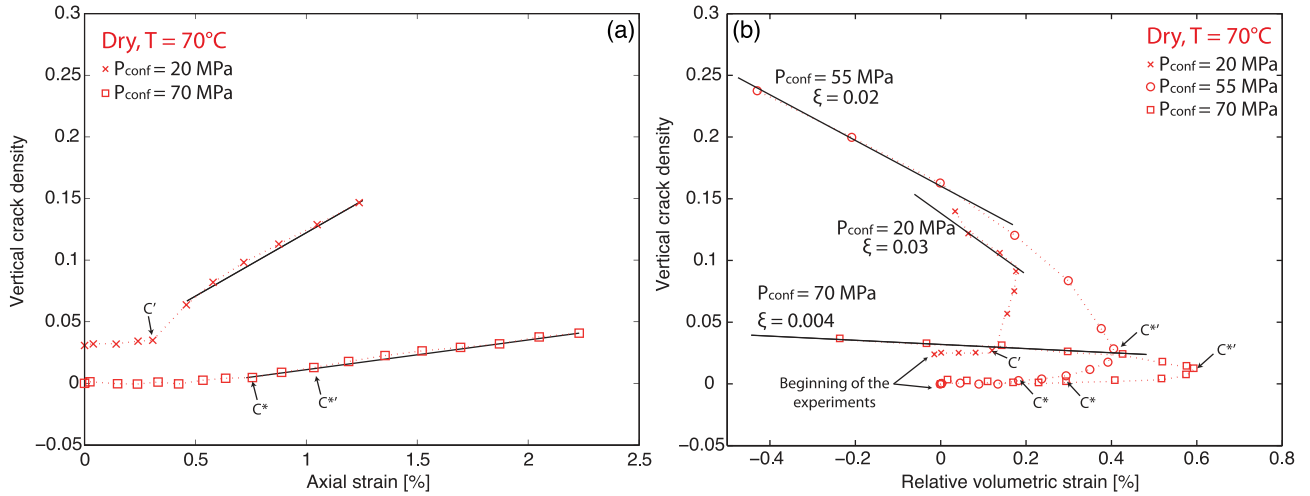 (a)
Dry, T = 70°C
Pconf = 20 MPa
Pconf = 70 MPa
C′
C*
C*′
Vertical crack density
0.3
0.25
0.2
0.15
0.1
0.05
0
−0.05
0
0.5
1
1.5
2
2.5
Axial strain [%]
(b)
Dry, T = 70°C
Pconf = 20 MPa
Pconf = 55 MPa
Pconf = 70 MPa
Pconf = 55 MPa
ξ = 0.02
Pconf = 20 MPa
ξ = 0.03
Pconf = 70 MPa
ξ = 0.004
C*′
C′
C*′
Beginning of the
experiments
C*
C*
Vertical crack density
0.3
0.25
0.2
0.15
0.1
0.05
0
−0.05
−0.4
−0.2
0
0.2
0.4
0.6
0.8
Relative volumetric strain [%]